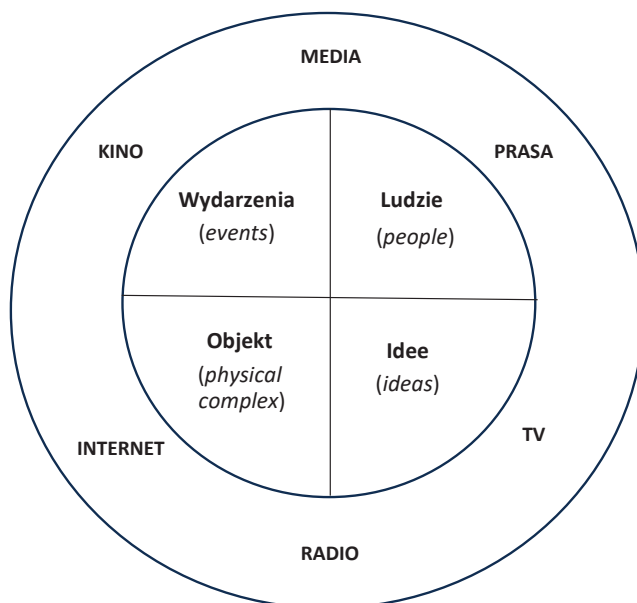 MEDIA
KINO
PRASA
Wydarzenia
(events)
Ludzie
(people)
Objekt
(physical
complex)
Idee
(ideas)
INTERNET
TV
RADIO